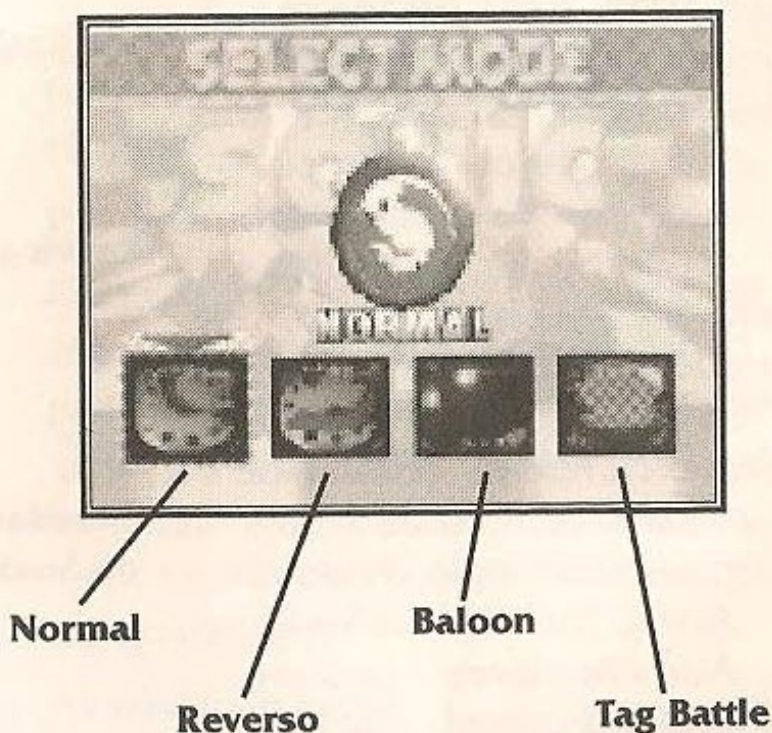 SELECT MODE
NORMAL
Normal
Baloon
Reverso
Tag Battle